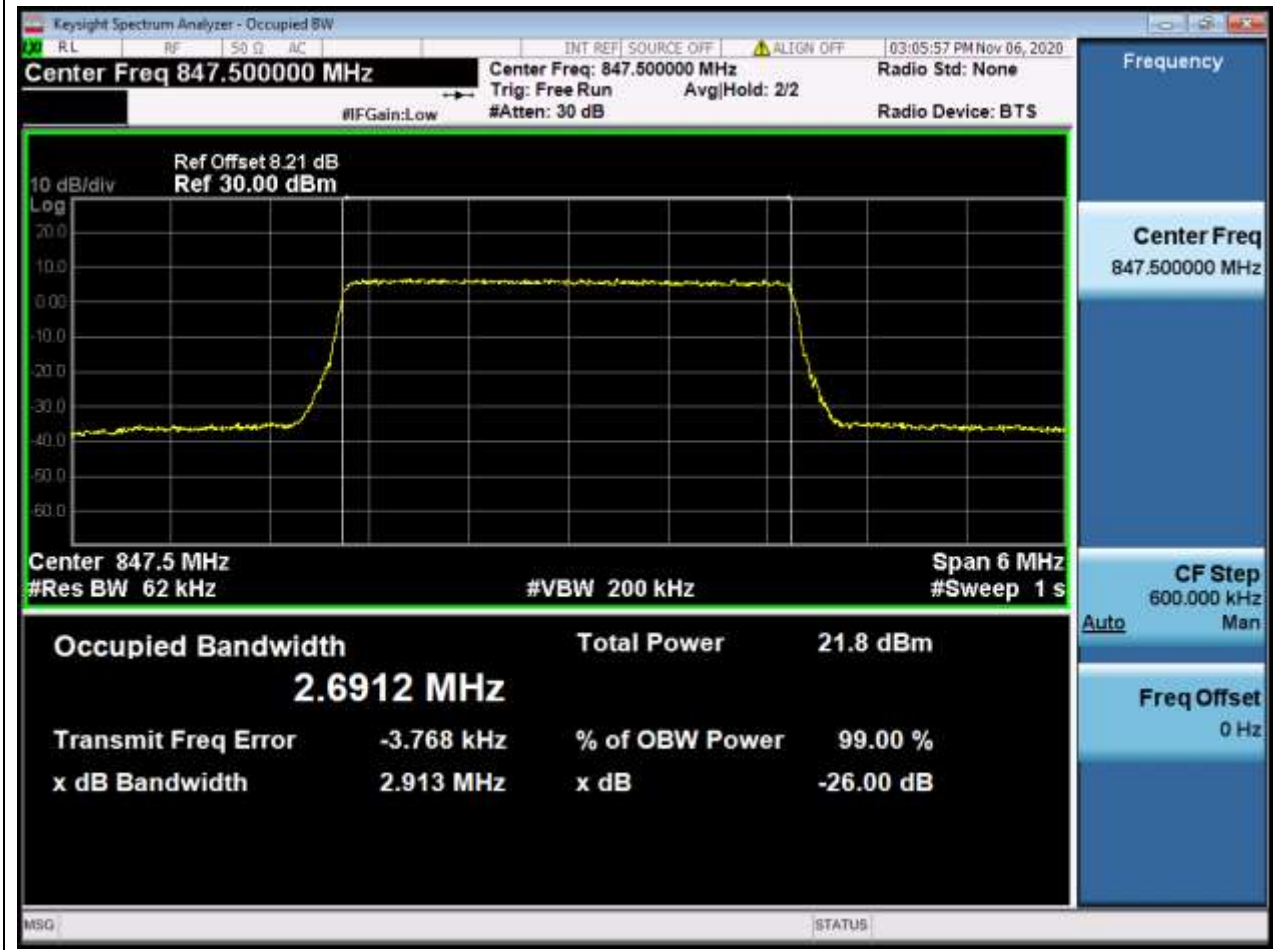 Keysight Spectrum Analyzer - Occupied BW
LXI RL RF 50 Ω AC INT REF SOURCE OFF ALIGN OFF 03:05:57 PM Nov 06, 2020
Center Freq 847.500000 MHz Center Freq: 847.500000 MHz Radio Std: None
Trig: Free Run Avg|Hold: 2/2
#IFGain:Low #Atten: 30 dB Radio Device: BTS
Ref Offset 8.21 dB
10 dB/div Ref 30.00 dBm
Log
20.0
10.0
0.00
-10.0
-20.0
-30.0
-40.0
-50.0
-60.0
Center 847.5 MHz Span 6 MHz
#Res BW 62 kHz #VBW 200 kHz #Sweep 1 s
Occupied Bandwidth Total Power 21.8 dBm
2.6912 MHz
Transmit Freq Error -3.768 kHz % of OBW Power 99.00 %
x dB Bandwidth 2.913 MHz x dB -26.00 dB
MSG STATUS
Frequency
Center Freq
847.500000 MHz
CF Step
600.000 kHz
Auto Man
Freq Offset
0 Hz